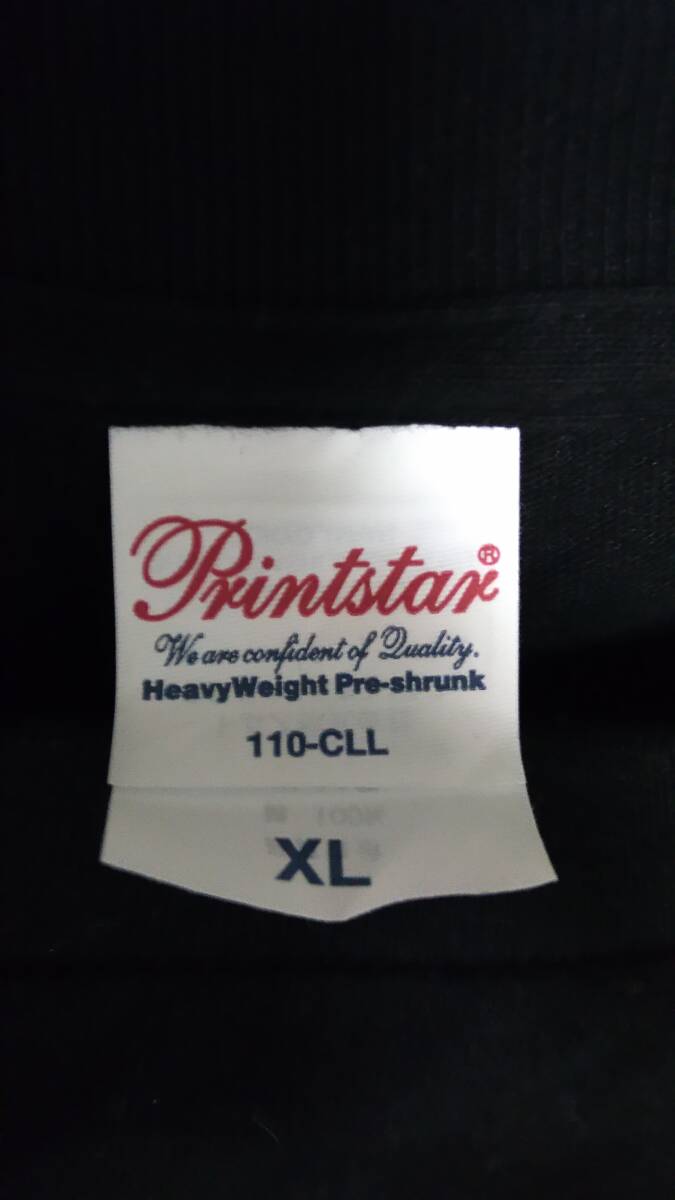 Printstar®
We are confident of Quality.
HeavyWeight Pre-shrunk
110-CLL
XL